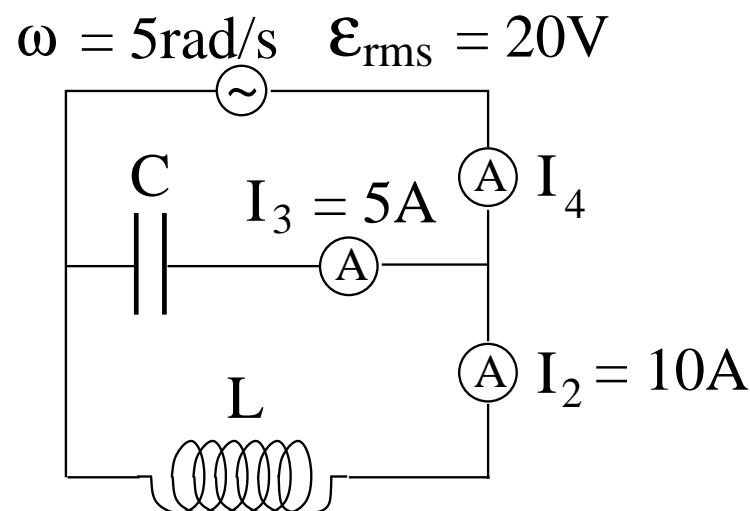 ω = 5rad/s ε_rms = 20V
~
C
A I_4
I_3 = 5A
A
A I_2 = 10A
L